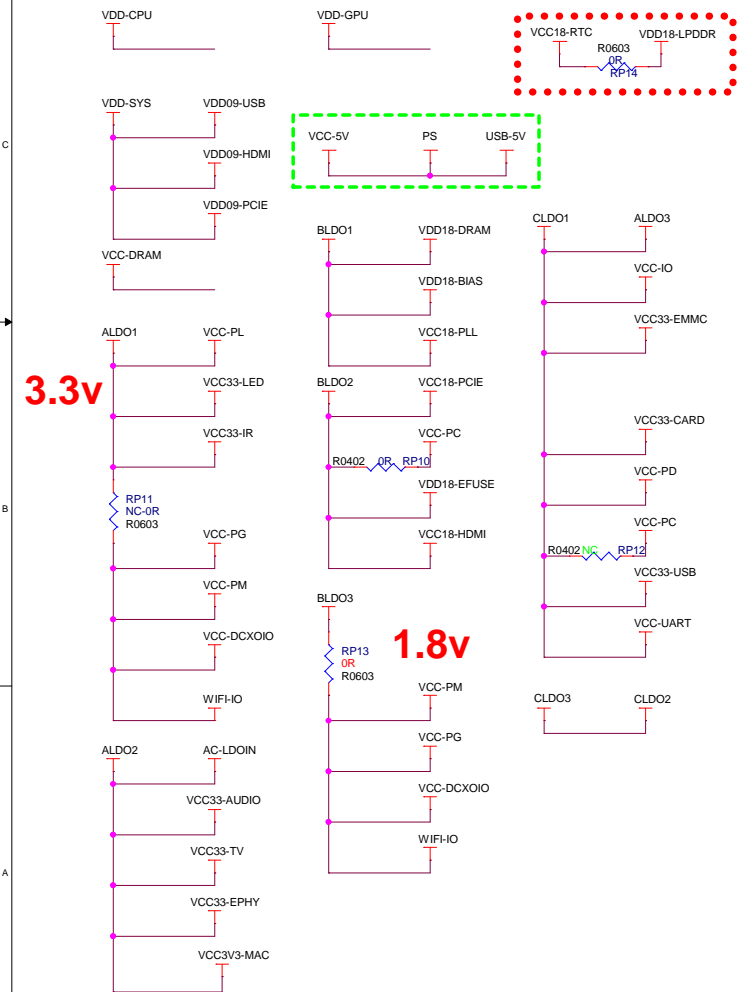 VDD-CPU
VDD-GPU
VCC18-RTC
VDD18-LPDDR
R0603
0R
RP14
VDD-SYS
VDD09-USB
VDD09-HDMI
VDD09-PCIE
VCC-5V
PS
USB-5V
C
VCC-DRAM
BLDO1
VDD18-DRAM
VDD18-BIAS
VCC18-PLL
CLDO1
ALDO3
VCC-IO
VCC33-EMMC
VCC33-CARD
VCC-PD
VCC-PC
R0402 NC RP12
VCC33-USB
VCC-UART
ALDO1
VCC-PL
3.3v
VCC33-LED
VCC33-IR
RP11
NC-0R
R0603
VCC-PG
VCC-PM
VCC-DCXOIO
WIFI-IO
B
BLDO2
VCC18-PCIE
VCC-PC
R0402 0R RP10
VDD18-EFUSE
VCC18-HDMI
BLDO3
1.8v
RP13
0R
R0603
VCC-PM
VCC-PG
VCC-DCXOIO
WIFI-IO
CLDO3
CLDO2
ALDO2
AC-LDOIN
VCC33-AUDIO
VCC33-TV
VCC33-EPHY
VCC3V3-MAC
A